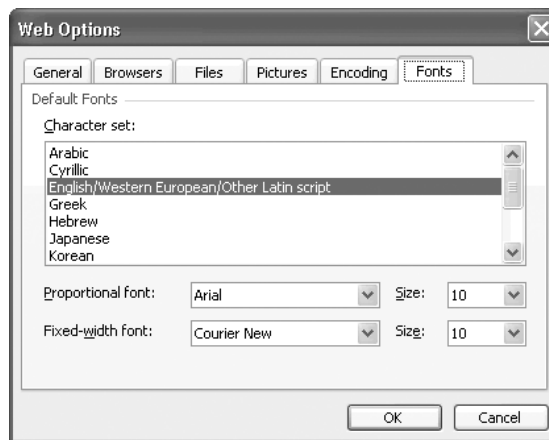 Web Options
General Browsers Files Pictures Encoding Fonts
Default Fonts
Character set:
Arabic
Cyrillic
English/Western European/Other Latin script
Greek
Hebrew
Japanese
Korean
Proportional font: Arial Size: 10
Fixed-width font: Courier New Size: 10
OK Cancel